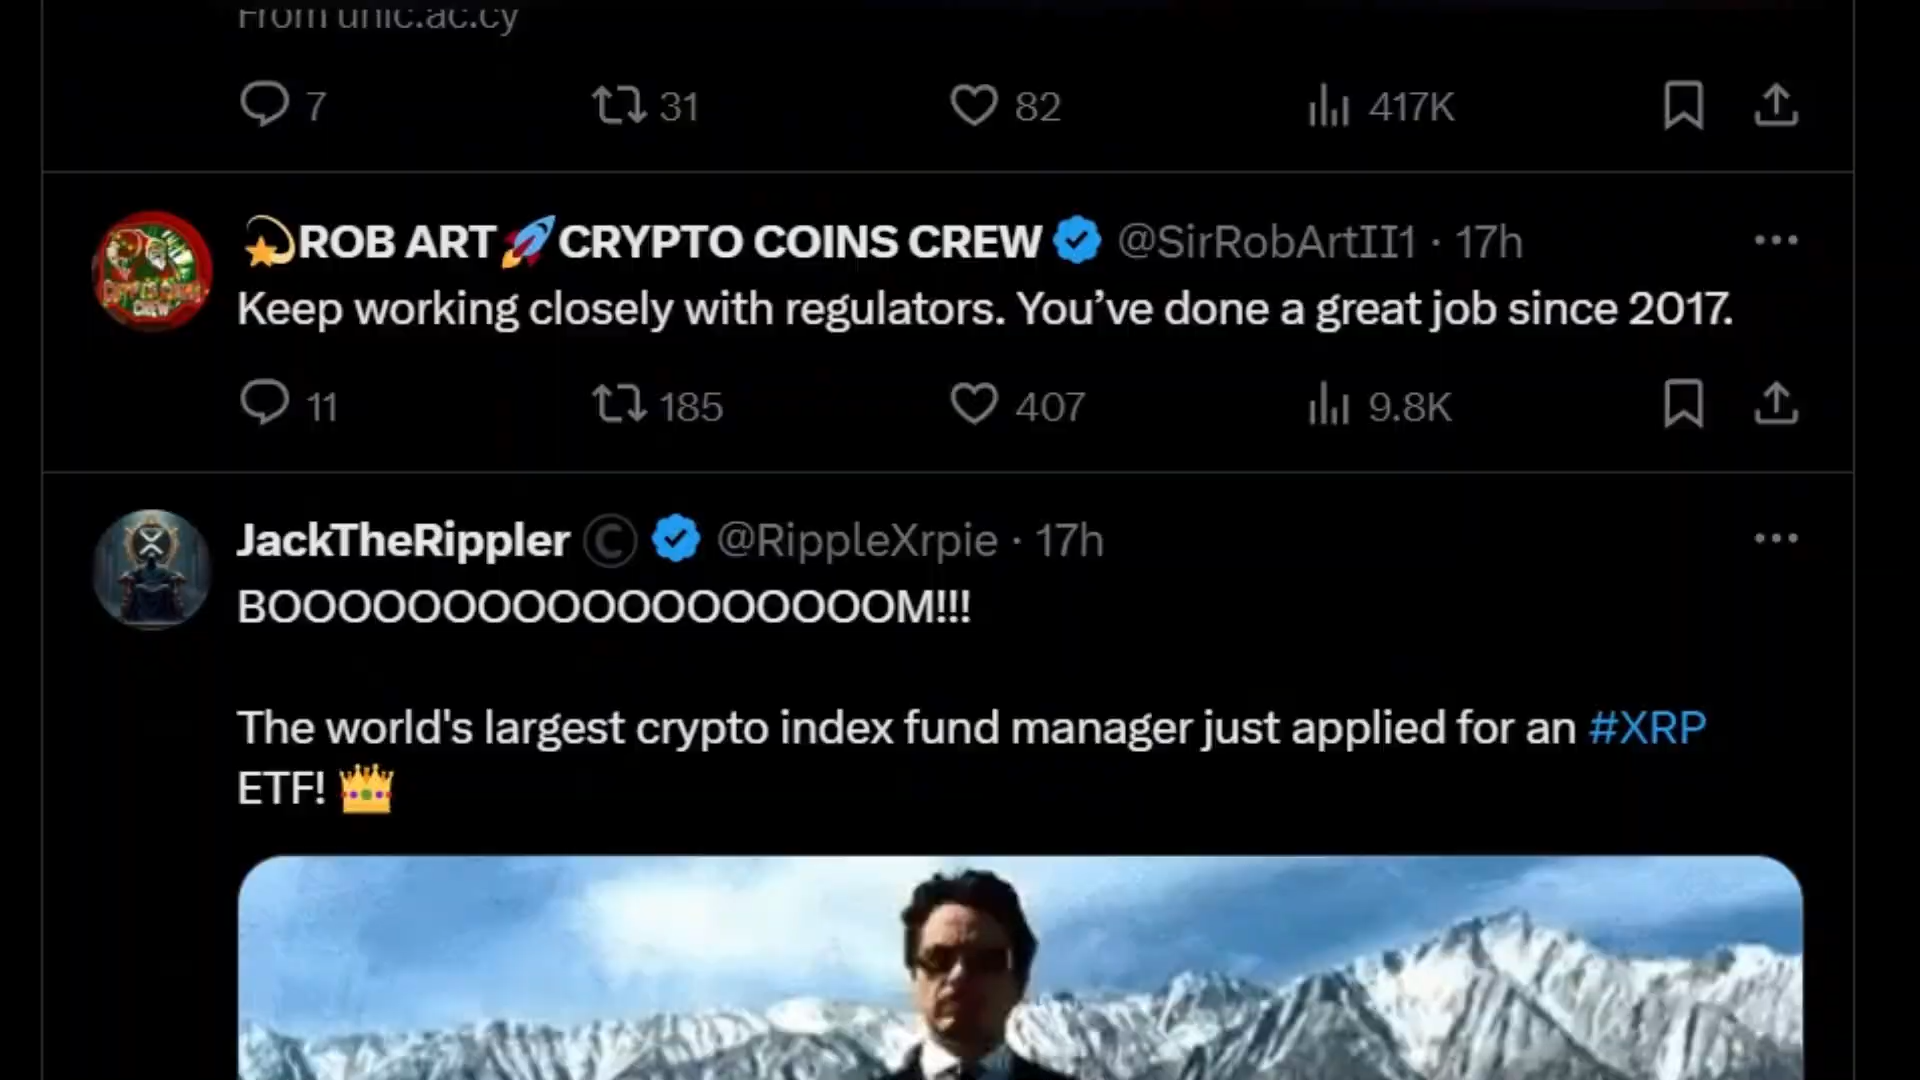 From unic.ac.cy
7 31 82 417K
ROB ART CRYPTO COINS CREW @SirRobArtII1 · 17h
Keep working closely with regulators. You’ve done a great job since 2017.
11 185 407 9.8K
JackTheRippler © @RippleXrpie · 17h
BOOOOOOOOOOOOOOOOOOOM!!!
The world's largest crypto index fund manager just applied for an #XRP
ETF!